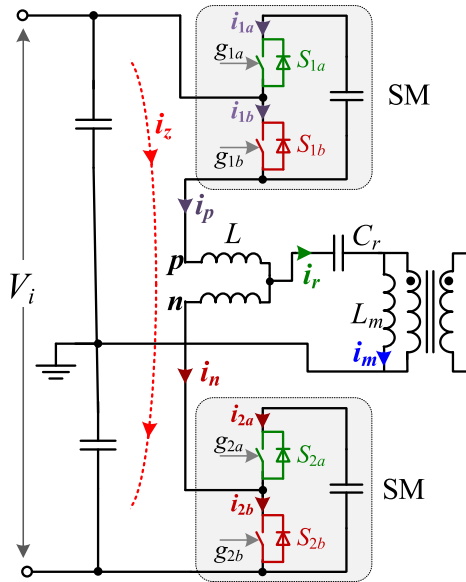 i1a
g1a
S1a
SM
i1b
g1b
S1b
iz
ip
L
Cr
p
ir
n
Vi
Lm
im
in
i2a
g2a
S2a
SM
i2b
g2b
S2b